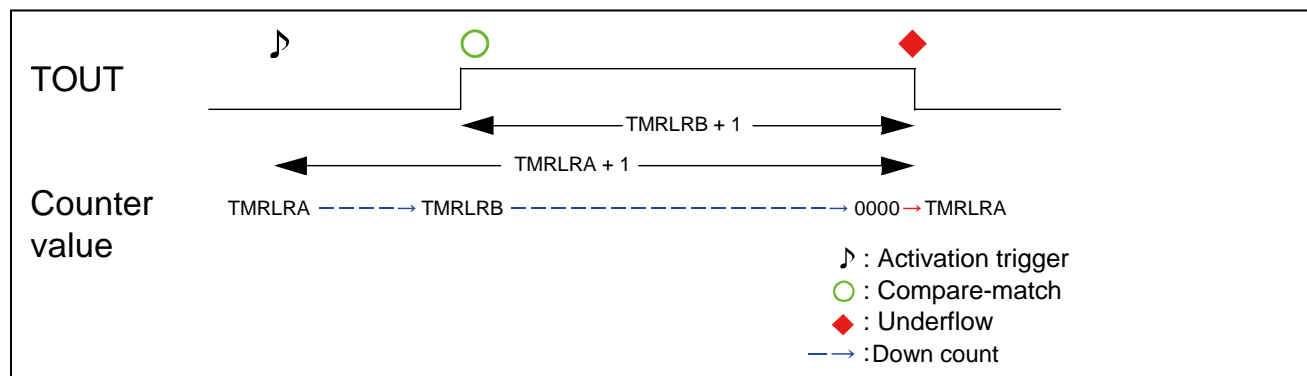 TOUT
TMRLRB + 1
TMRLRA + 1
Counter value
TMRLRA TMRLRB 0000 TMRLRA
: Activation trigger
: Compare-match
: Underflow
:Down count